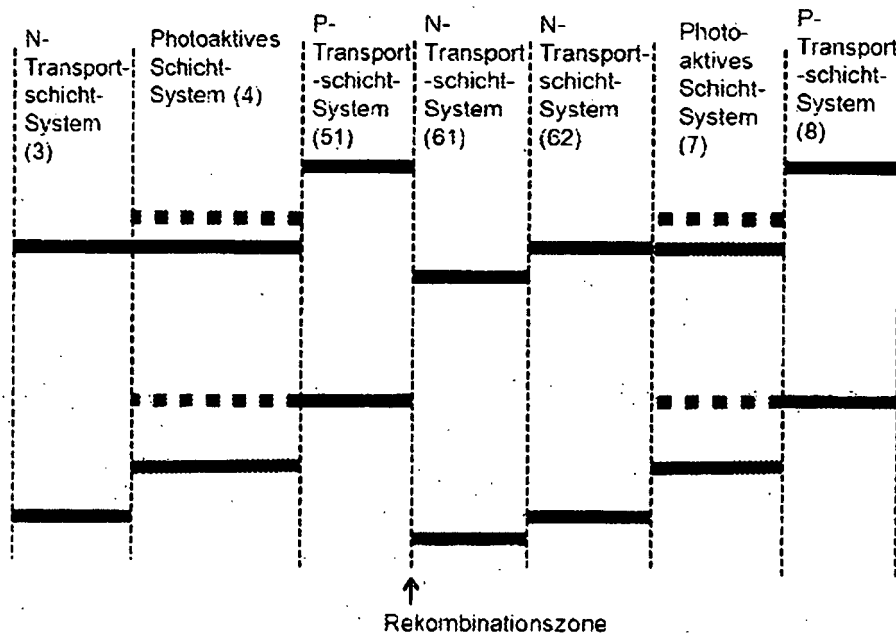 N-
Transport-
schicht-
System
(3)
Photoaktives
Schicht-
System (4)
P-
Transport
-schicht-
System
(51)
N-
Transport
-schicht-
System
(61)
N-
Transport-
schicht-
System
(62)
Photo-
aktives
Schicht-
System
(7)
P-
Transport
-schicht-
System
(8)
Rekombinationszone